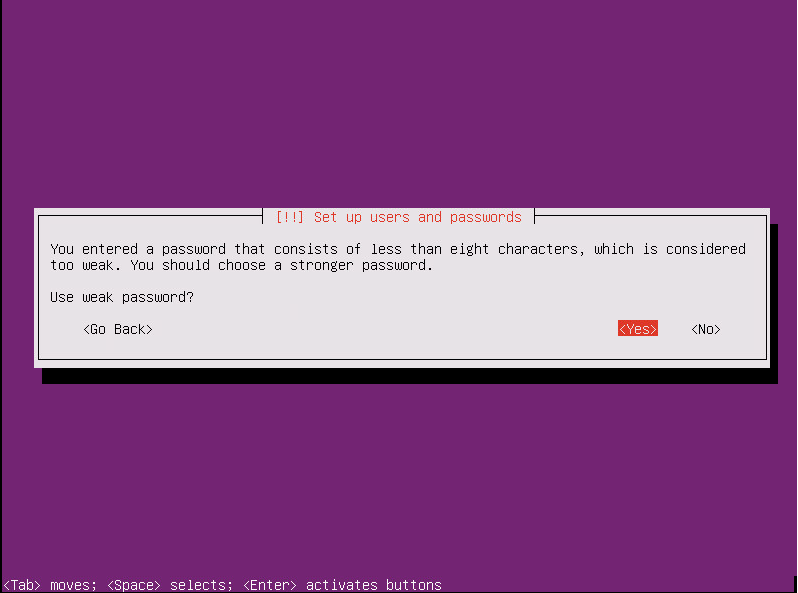 [!!] Set up users and passwords
You entered a password that consists of less than eight characters, which is considered
too weak. You should choose a stronger password.
Use weak password?
<Go Back> <Yes> <No>
<Tab> moves; <Space> selects; <Enter> activates buttons